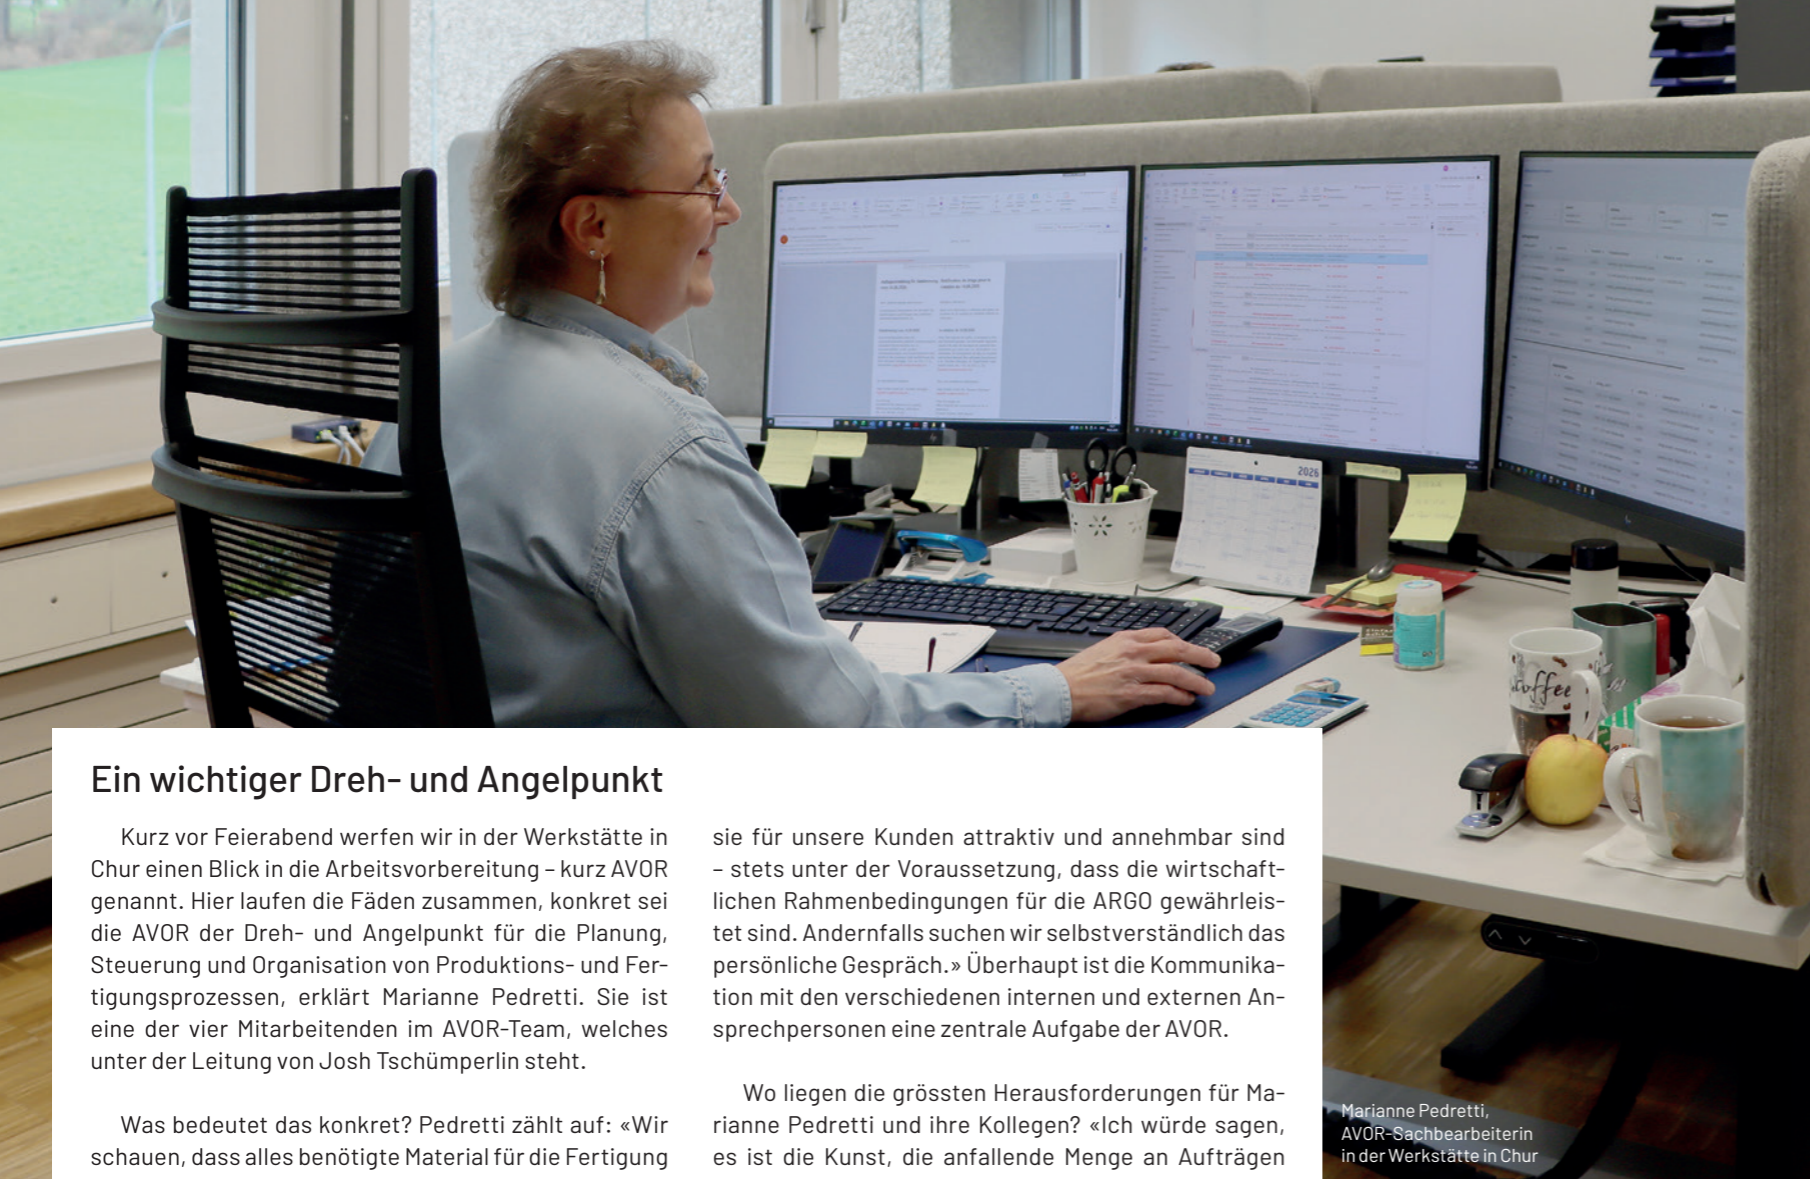 2026
coffee
Ein wichtiger Dreh- und Angelpunkt
Kurz vor Feierabend werfen wir in der Werkstätte in
Chur einen Blick in die Arbeitsvorbereitung – kurz AVOR
genannt. Hier laufen die Fäden zusammen, konkret sei
die AVOR der Dreh- und Angelpunkt für die Planung,
Steuerung und Organisation von Produktions- und Fer-
tigungsprozessen, erklärt Marianne Pedretti. Sie ist
eine der vier Mitarbeitenden im AVOR-Team, welches
unter der Leitung von Josh Tschümperlin steht.
Was bedeutet das konkret? Pedretti zählt auf: «Wir
schauen, dass alles benötigte Material für die Fertigung
sie für unsere Kunden attraktiv und annehmbar sind
– stets unter der Voraussetzung, dass die wirtschaft-
lichen Rahmenbedingungen für die ARGO gewährleis-
tet sind. Andernfalls suchen wir selbstverständlich das
persönliche Gespräch.» Überhaupt ist die Kommunika-
tion mit den verschiedenen internen und externen An-
sprechpersonen eine zentrale Aufgabe der AVOR.
Wo liegen die grössten Herausforderungen für Ma-
rianne Pedretti und ihre Kollegen? «Ich würde sagen,
es ist die Kunst, die anfallende Menge an Aufträgen
Marianne Pedretti,
AVOR-Sachbearbeiterin
in der Werkstätte in Chur